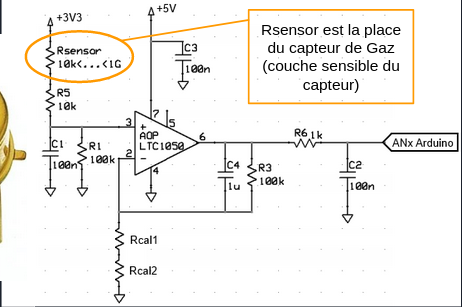 +3V3
+5V
Rsensor est la place
du capteur de Gaz
(couche sensible du
capteur)
Rsensor
10k<,...<1G
C3
100n
R5
10k
7
5
3
+
AOP
LTC1050
6
2
-
4
C1
100n
R1
100k
R6 1k
ANx Arduino
C4
1u
R3
100k
C2
100n
Rcal1
Rcal2